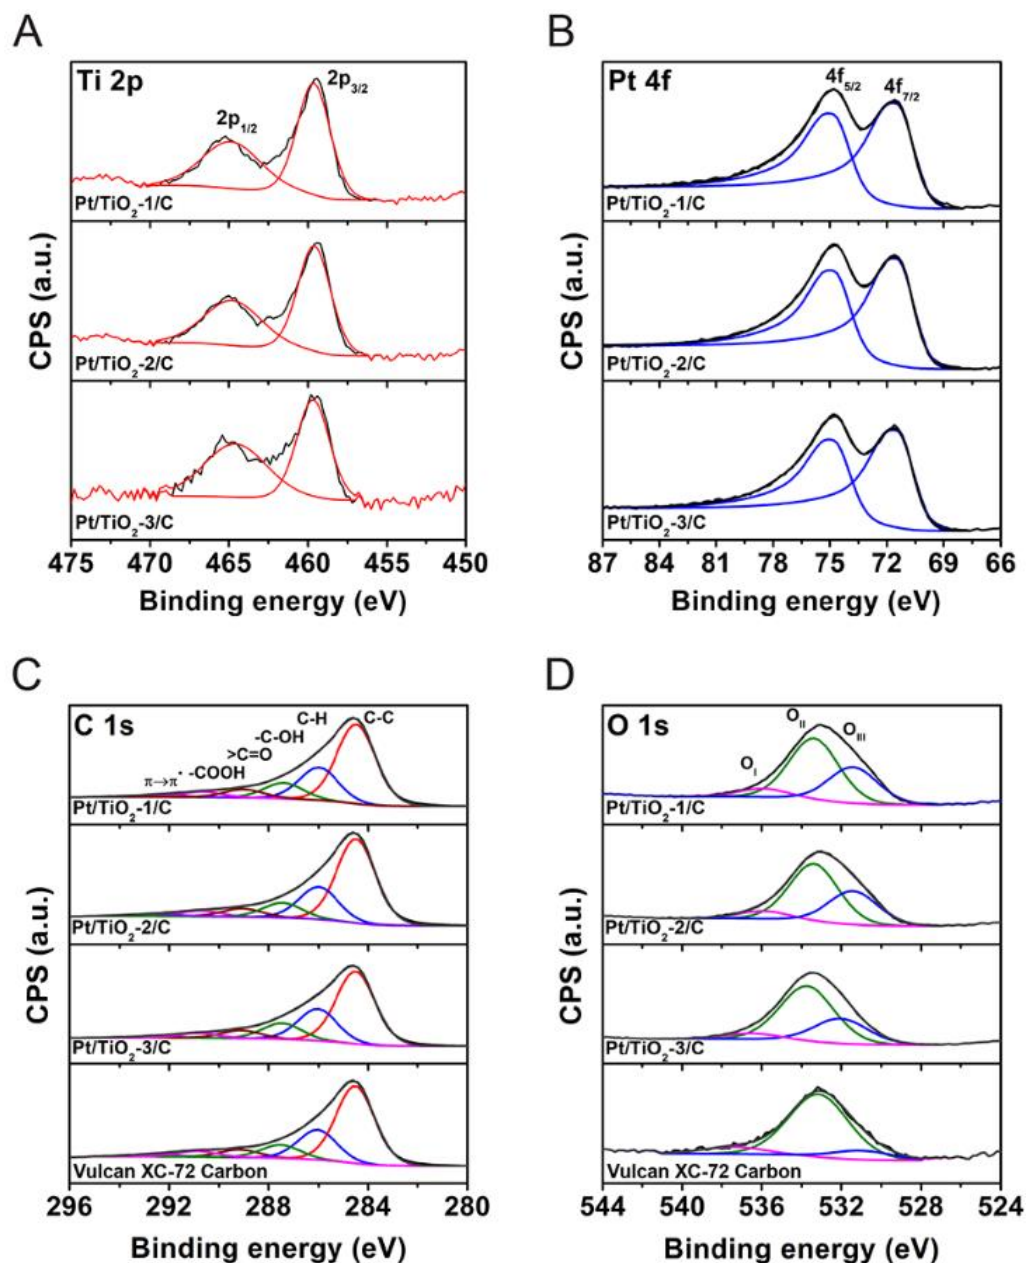 A
Ti 2p
2p1/2
2p3/2
Pt/TiO2-1/C
Pt/TiO2-2/C
Pt/TiO2-3/C
CPS (a.u.)
475 470 465 460 455 450
Binding energy (eV)
B
Pt 4f
4f5/2
4f7/2
Pt/TiO2-1/C
Pt/TiO2-2/C
Pt/TiO2-3/C
CPS (a.u.)
87 84 81 78 75 72 69 66
Binding energy (eV)
C
C 1s
π→π*
-COOH
>C=O
-C-OH
C-H
C-C
Pt/TiO2-1/C
Pt/TiO2-2/C
Pt/TiO2-3/C
Vulcan XC-72 Carbon
CPS (a.u.)
296 292 288 284 280
Binding energy (eV)
D
O 1s
OI
OII
OIII
Pt/TiO2-1/C
Pt/TiO2-2/C
Pt/TiO2-3/C
Vulcan XC-72 Carbon
CPS (a.u.)
544 540 536 532 528 524
Binding energy (eV)